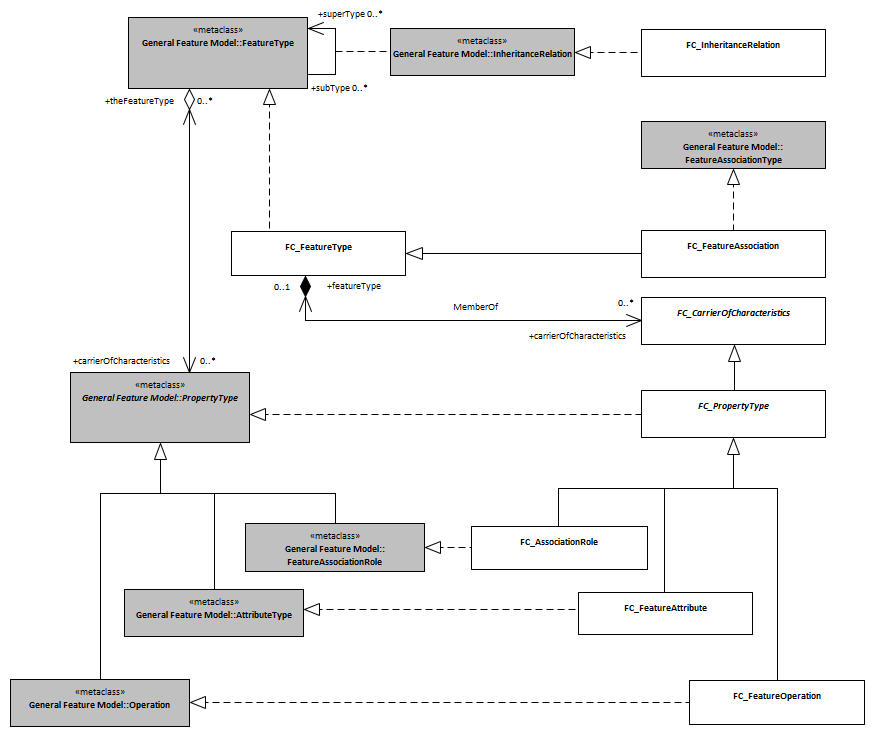 +superType 0..*
«metaclass»
General Feature Model::FeatureType
«metaclass»
General Feature Model::InheritanceRelation
FC_InheritanceRelation
+subType 0..*
+theFeatureType
0..*
«metaclass»
General Feature Model::
FeatureAssociationType
FC_FeatureType
FC_FeatureAssociation
0..1
+featureType
MemberOf
0..*
FC_CarrierOfCharacteristics
+carrierOfCharacteristics
+carrierOfCharacteristics
0..*
«metaclass»
General Feature Model::PropertyType
FC_PropertyType
«metaclass»
General Feature Model::
FeatureAssociationRole
FC_AssociationRole
«metaclass»
General Feature Model::AttributeType
FC_FeatureAttribute
«metaclass»
General Feature Model::Operation
FC_FeatureOperation